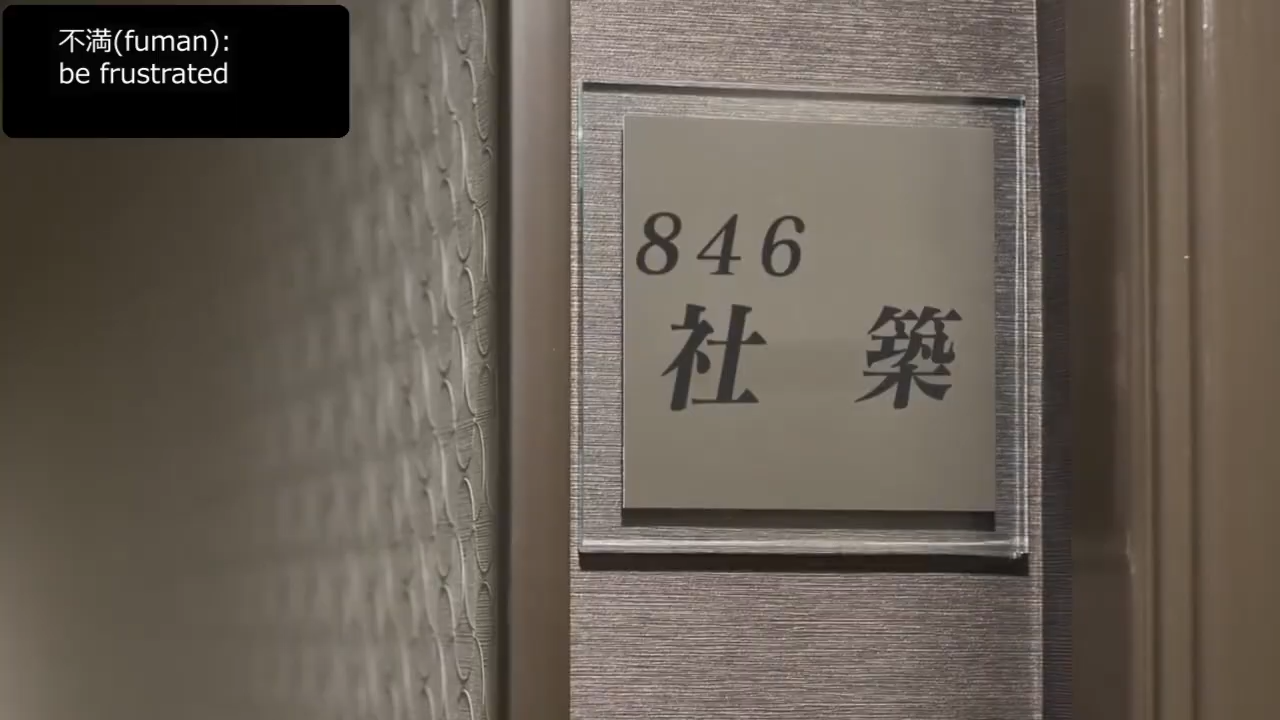 不満(fuman):
be frustrated
846
社 築